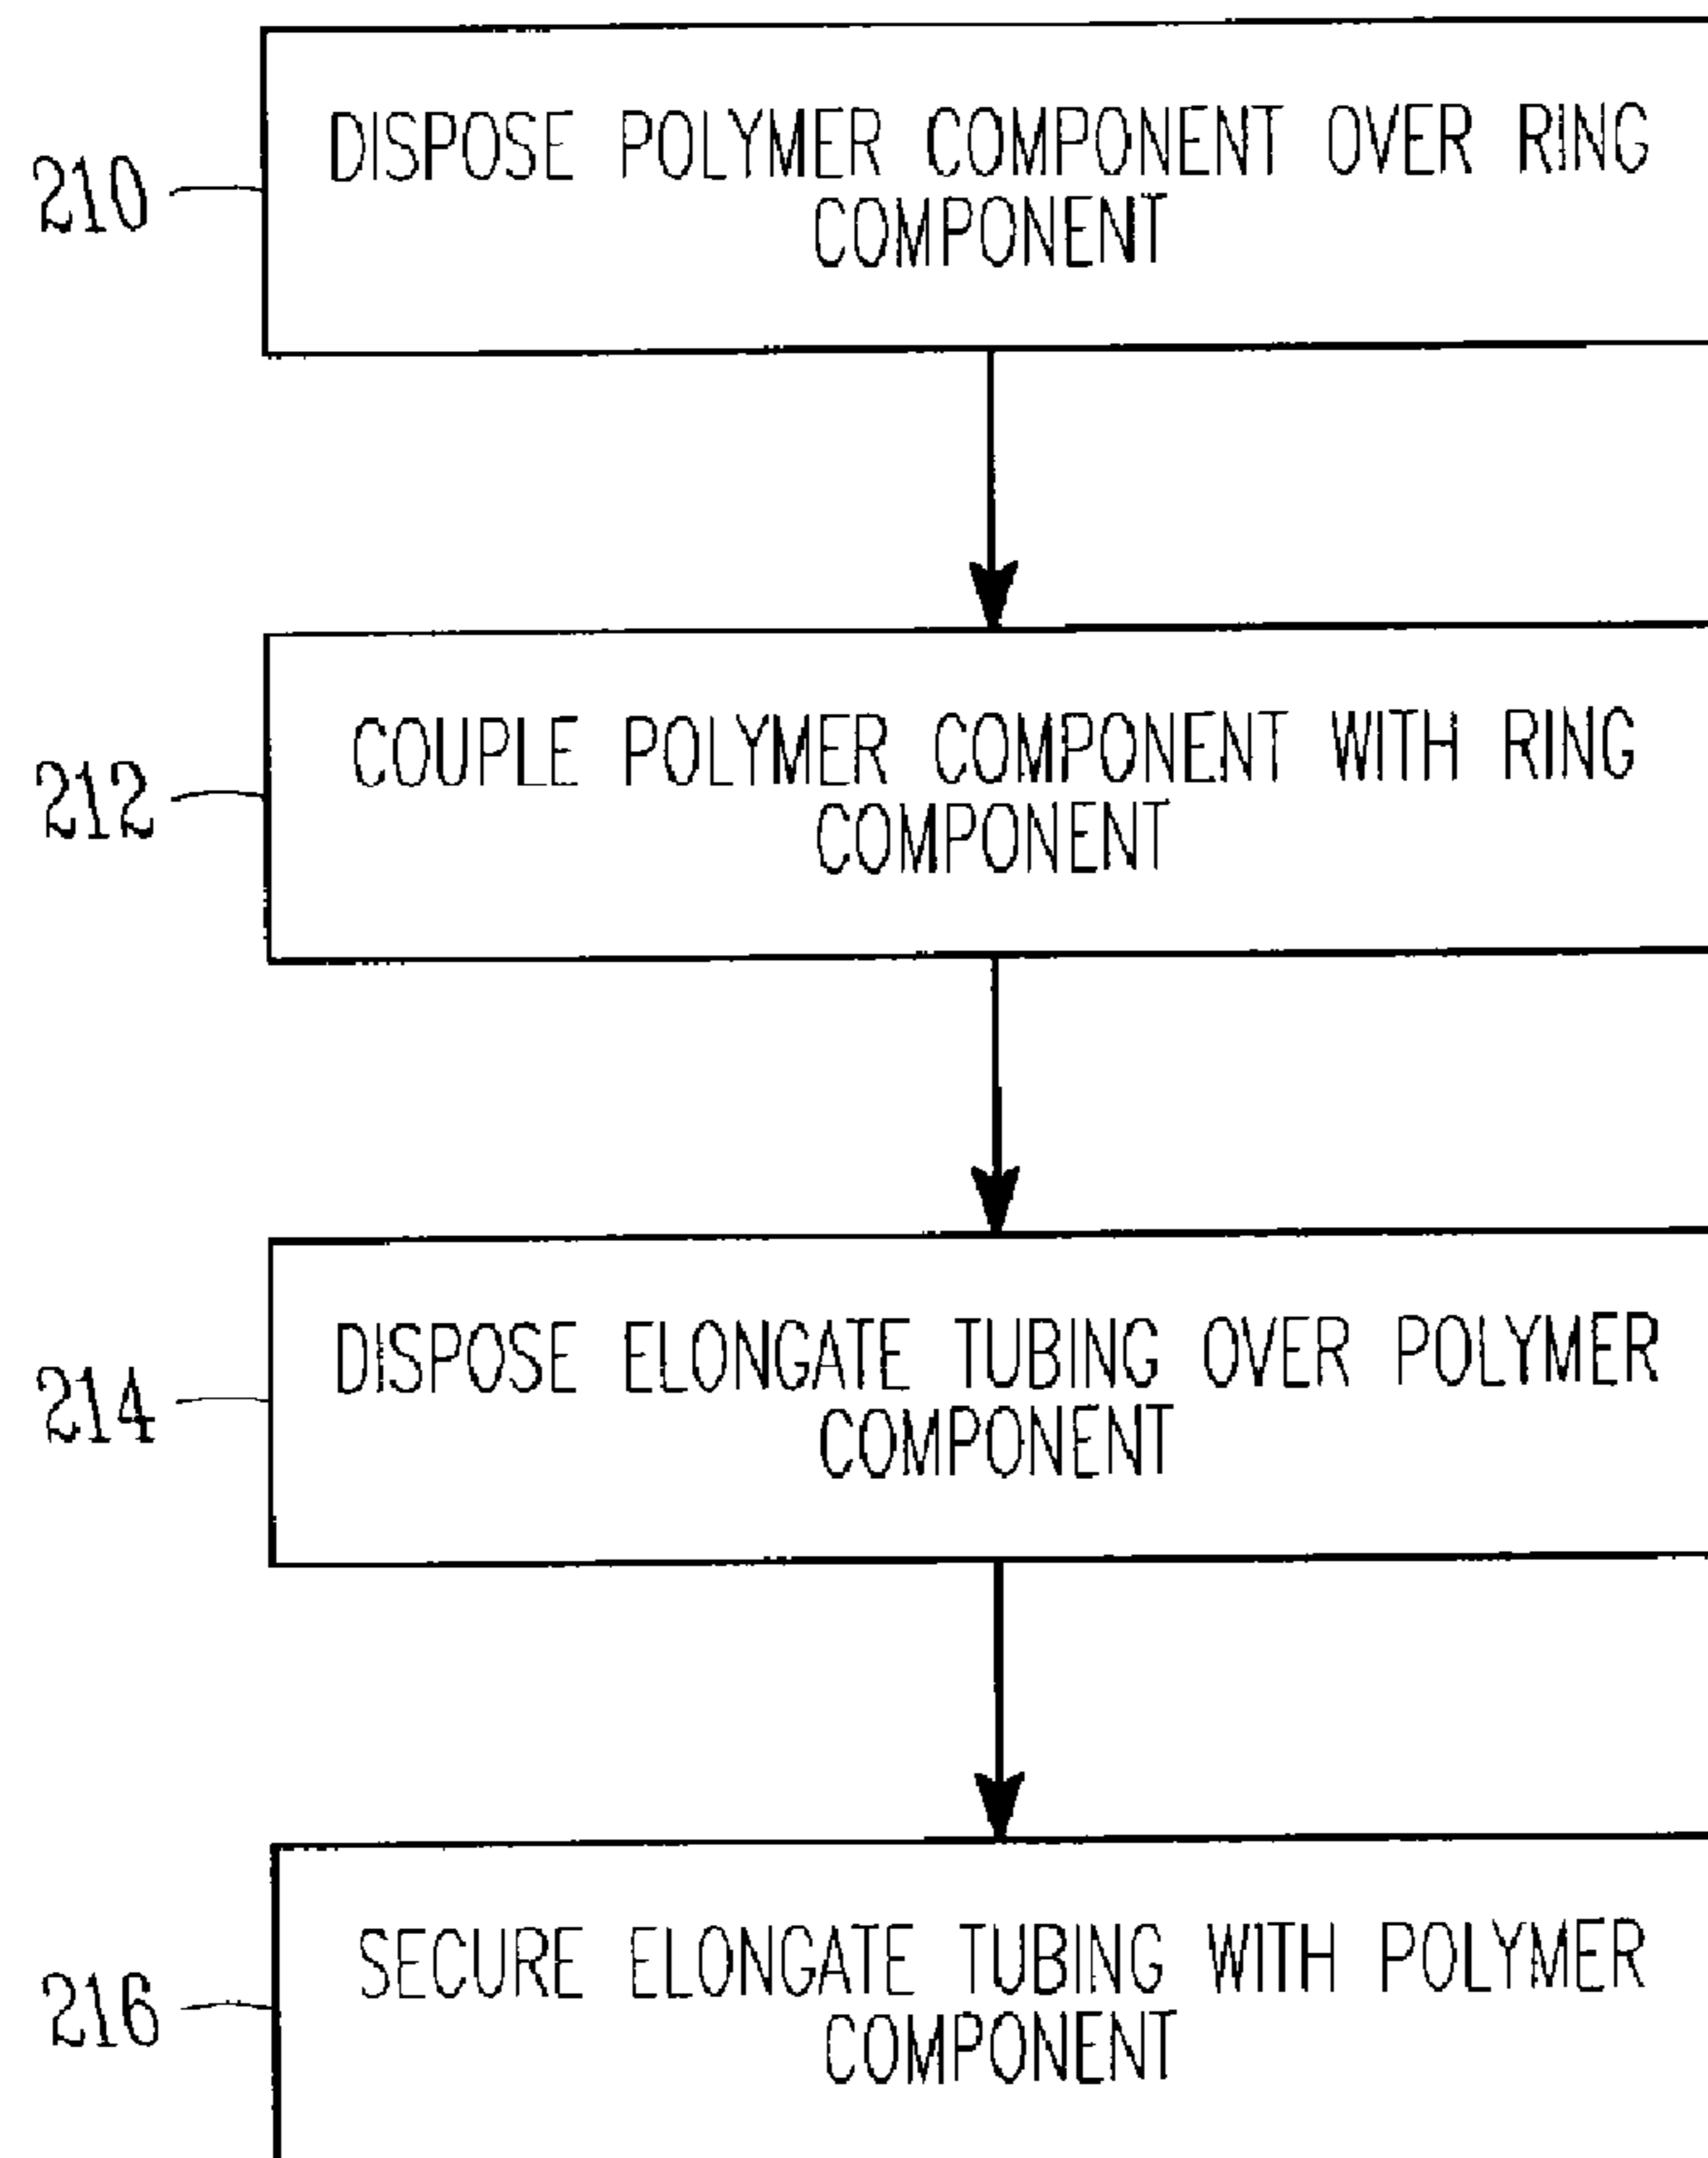 210
DISPOSE POLYMER COMPONENT OVER RING
COMPONENT
212
COUPLE POLYMER COMPONENT WITH RING
COMPONENT
214
DISPOSE ELONGATE TUBING OVER POLYMER
COMPONENT
216
SECURE ELONGATE TUBING WITH POLYMER
COMPONENT